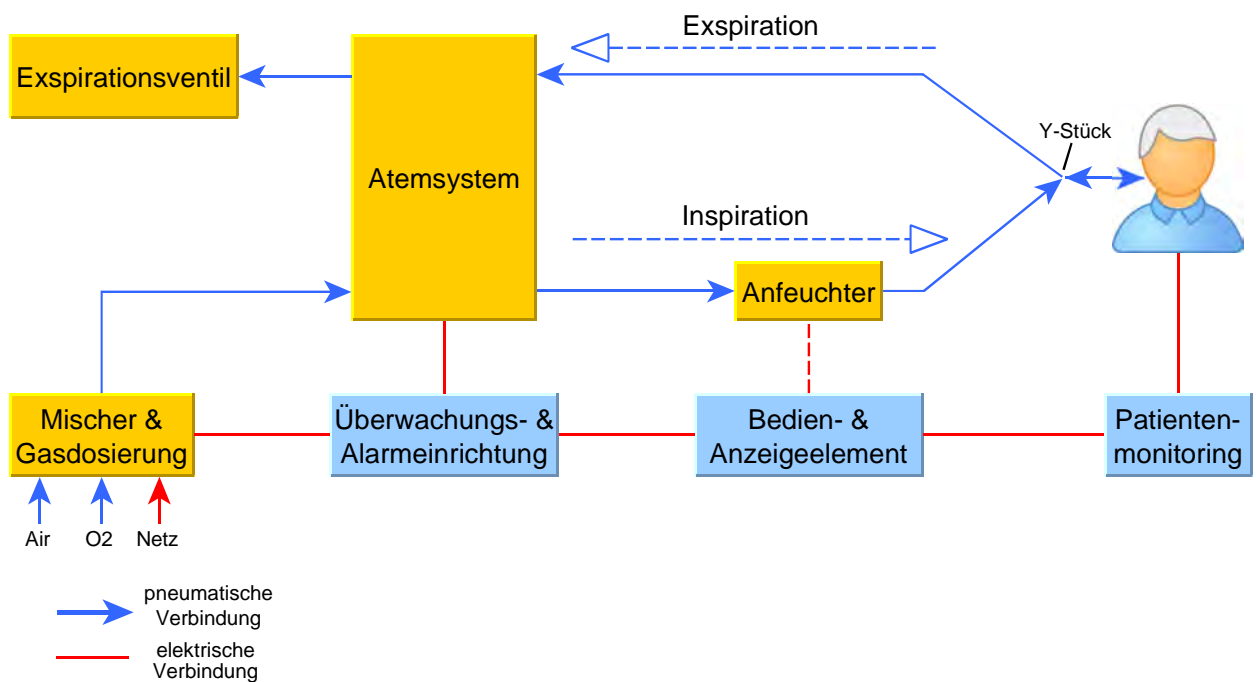 Exspiration
Exspirationsventil
Atemsystem
Y-Stück
Inspiration
Anfeuchter
Mischer &
Gasdosierung
Überwachungs- &
Alarmeinrichtung
Bedien- &
Anzeigeelement
Patienten-
monitoring
Air
O2
Netz
pneumatische
Verbindung
elektrische
Verbindung